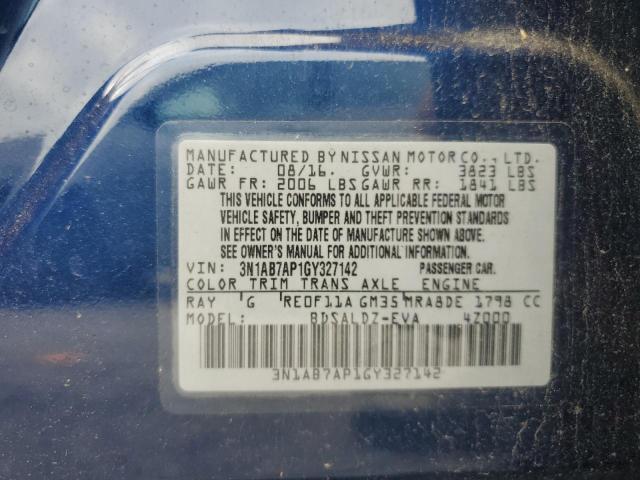 MANUFACTURED BY NISSAN MOTOR CO., LTD.
DATE: 08/16. GVWR: 3823 LBS
GAWR FR: 2006 LBS GAWR RR: 1841 LBS
THIS VEHICLE CONFORMS TO ALL APPLICABLE FEDERAL MOTOR
VEHICLE SAFETY, BUMPER AND THEFT PREVENTION STANDARDS
IN EFFECT ON THE DATE OF MANUFACTURE SHOWN ABOVE.
SEE OWNER'S MANUAL FOR ADDITIONAL INFORMATION.
VIN: 3N1AB7AP1GY327142 PASSENGER CAR.
COLOR TRIM TRANS AXLE ENGINE
RAY G RE0F11A GM35 MRA8DE 1798 CC
MODEL: BDSALDZ-EVA 4Z000
3N1AB7AP1GY327142